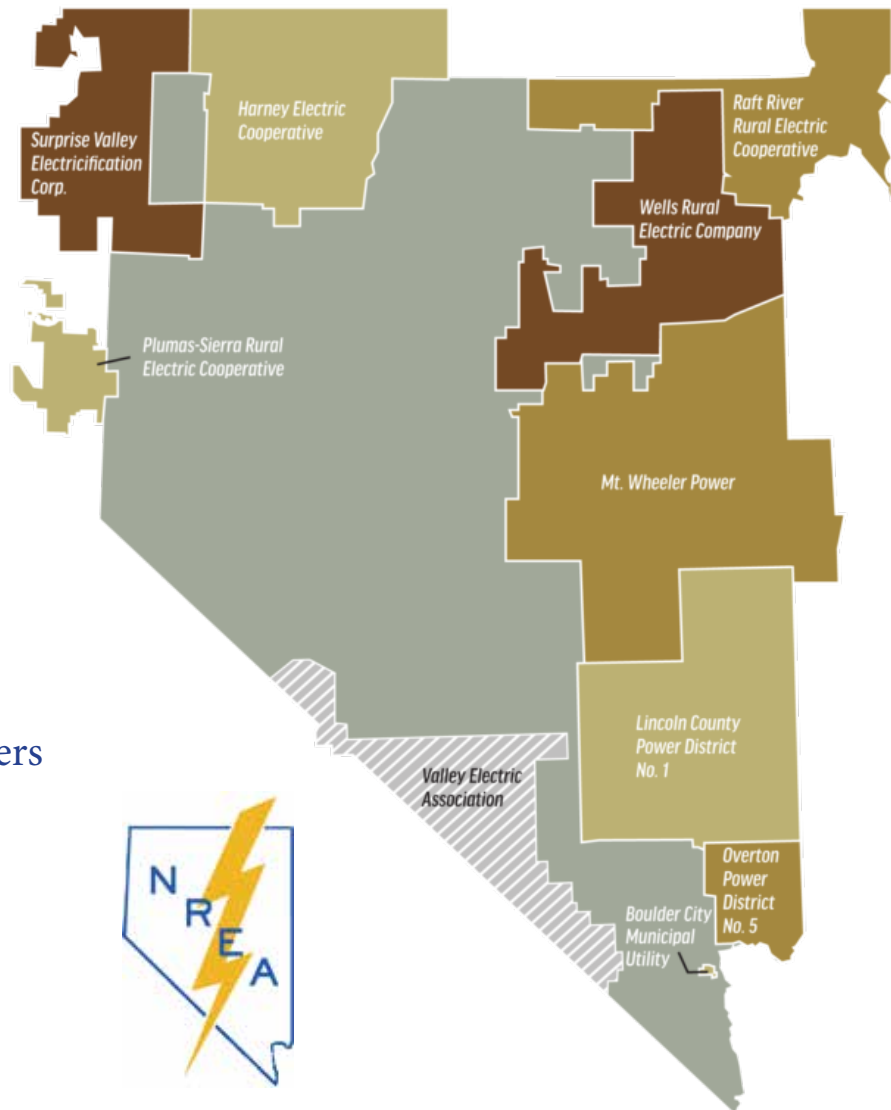 Harney Electric
Cooperative
Raft River
Rural Electric
Cooperative
Surprise Valley
Electricification
Corp.
Wells Rural
Electric Company
Plumas-Sierra Rural
Electric Cooperative
Mt. Wheeler Power
Lincoln County
Power District
No. 1
ers
Valley Electric
Association
Overton
Power
District
No. 5
Boulder City
Municipal
Utility
N
R
E
A